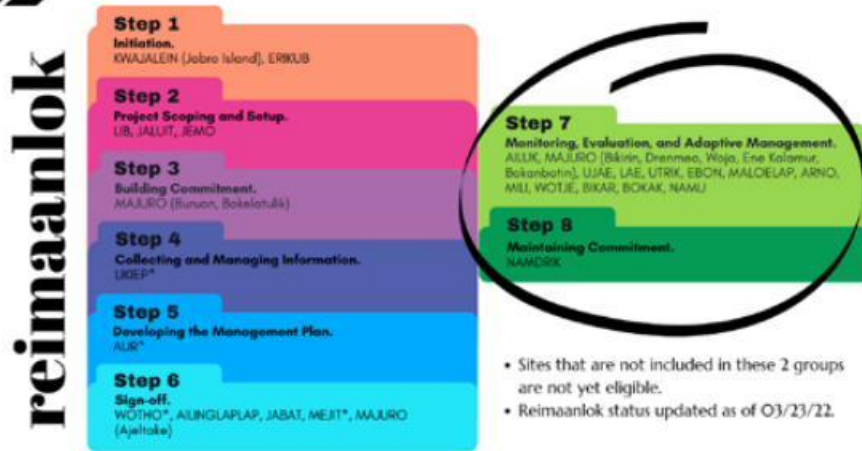 reimaanlok
Step 1
Initiation.
KWAJALEIN (Jabro Island), ERIKUB
Step 2
Project Scoping and Setup.
LIB, JALUIT, JEMO
Step 3
Building Commitment.
MAJURO (Buruon, Bokelatulik)
Step 4
Collecting and Managing Information.
LIKIEP*
Step 5
Developing the Management Plan.
AUR*
Step 6
Sign-off.
WOTHO*, AILINGLAPLAP, JABAT, MEJIT*, MAJURO
(Ajeltake)
Step 7
Monitoring, Evaluation, and Adaptive Management.
AILUK, MAJURO (Bikirin, Drenmeo, Woja, Ene Kalamur,
Bokanbotin), UJAE, LAE, UTRIK, EBON, MALOELAP, ARNO,
MILI, WOTJE, BIKAR, BOKAK, NAMU
Step 8
Maintaining Commitment.
NAMDRIK
• Sites that are not included in these 2 groups
are not yet eligible.
• Reimaanlok status updated as of 03/23/22.